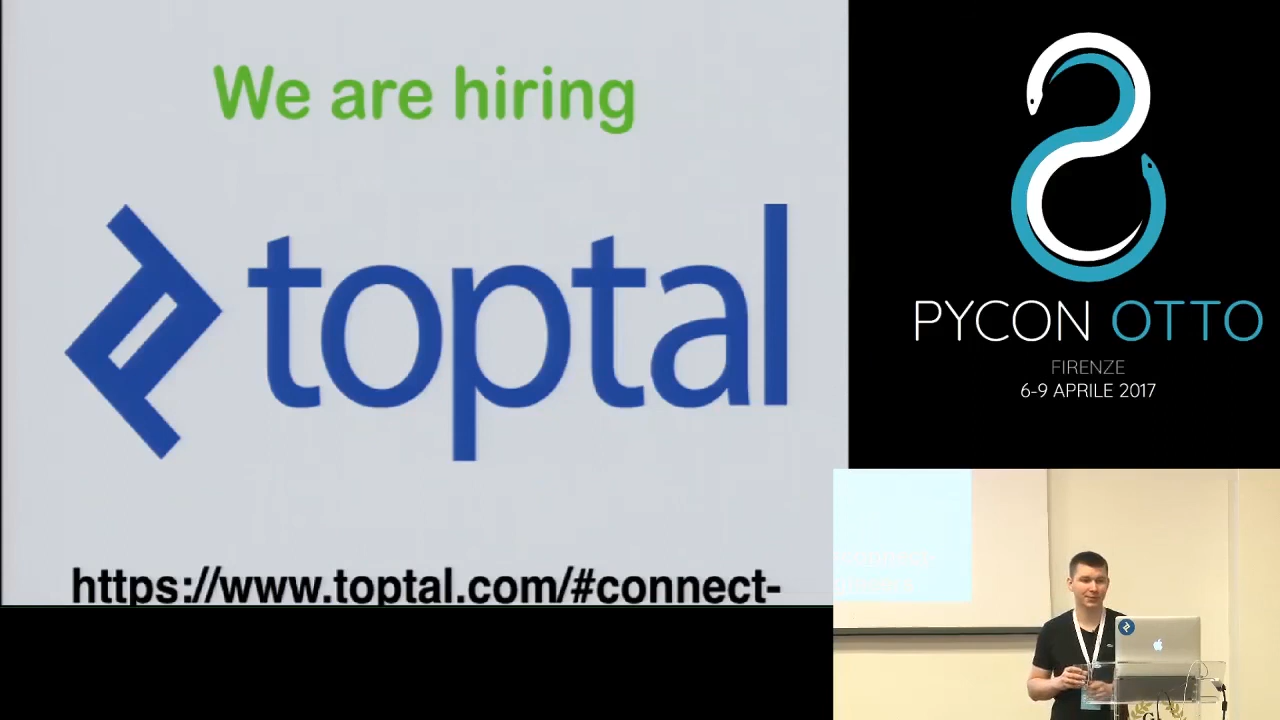 We are hiring
toptal
https://www.toptal.com/#connect-
PYCON OTTO
FIRENZE
6-9 APRILE 2017